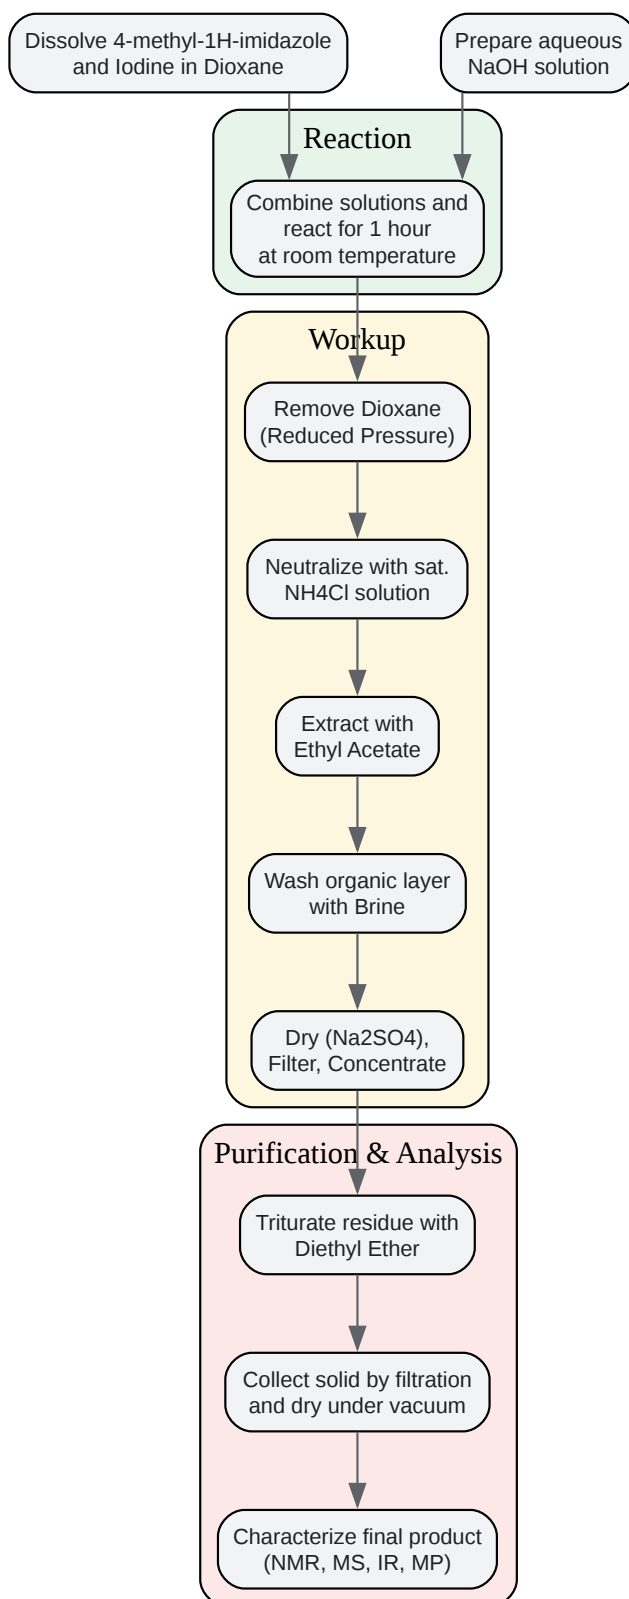 Dissolve 4-methyl-1H-imidazole
and Iodine in Dioxane
Prepare aqueous
NaOH solution
Reaction
Combine solutions and
react for 1 hour
at room temperature
Workup
Remove Dioxane
(Reduced Pressure)
Neutralize with sat.
NH4Cl solution
Extract with
Ethyl Acetate
Wash organic layer
with Brine
Dry (Na2SO4),
Filter, Concentrate
Purification & Analysis
Triturate residue with
Diethyl Ether
Collect solid by filtration
and dry under vacuum
Characterize final product
(NMR, MS, IR, MP)